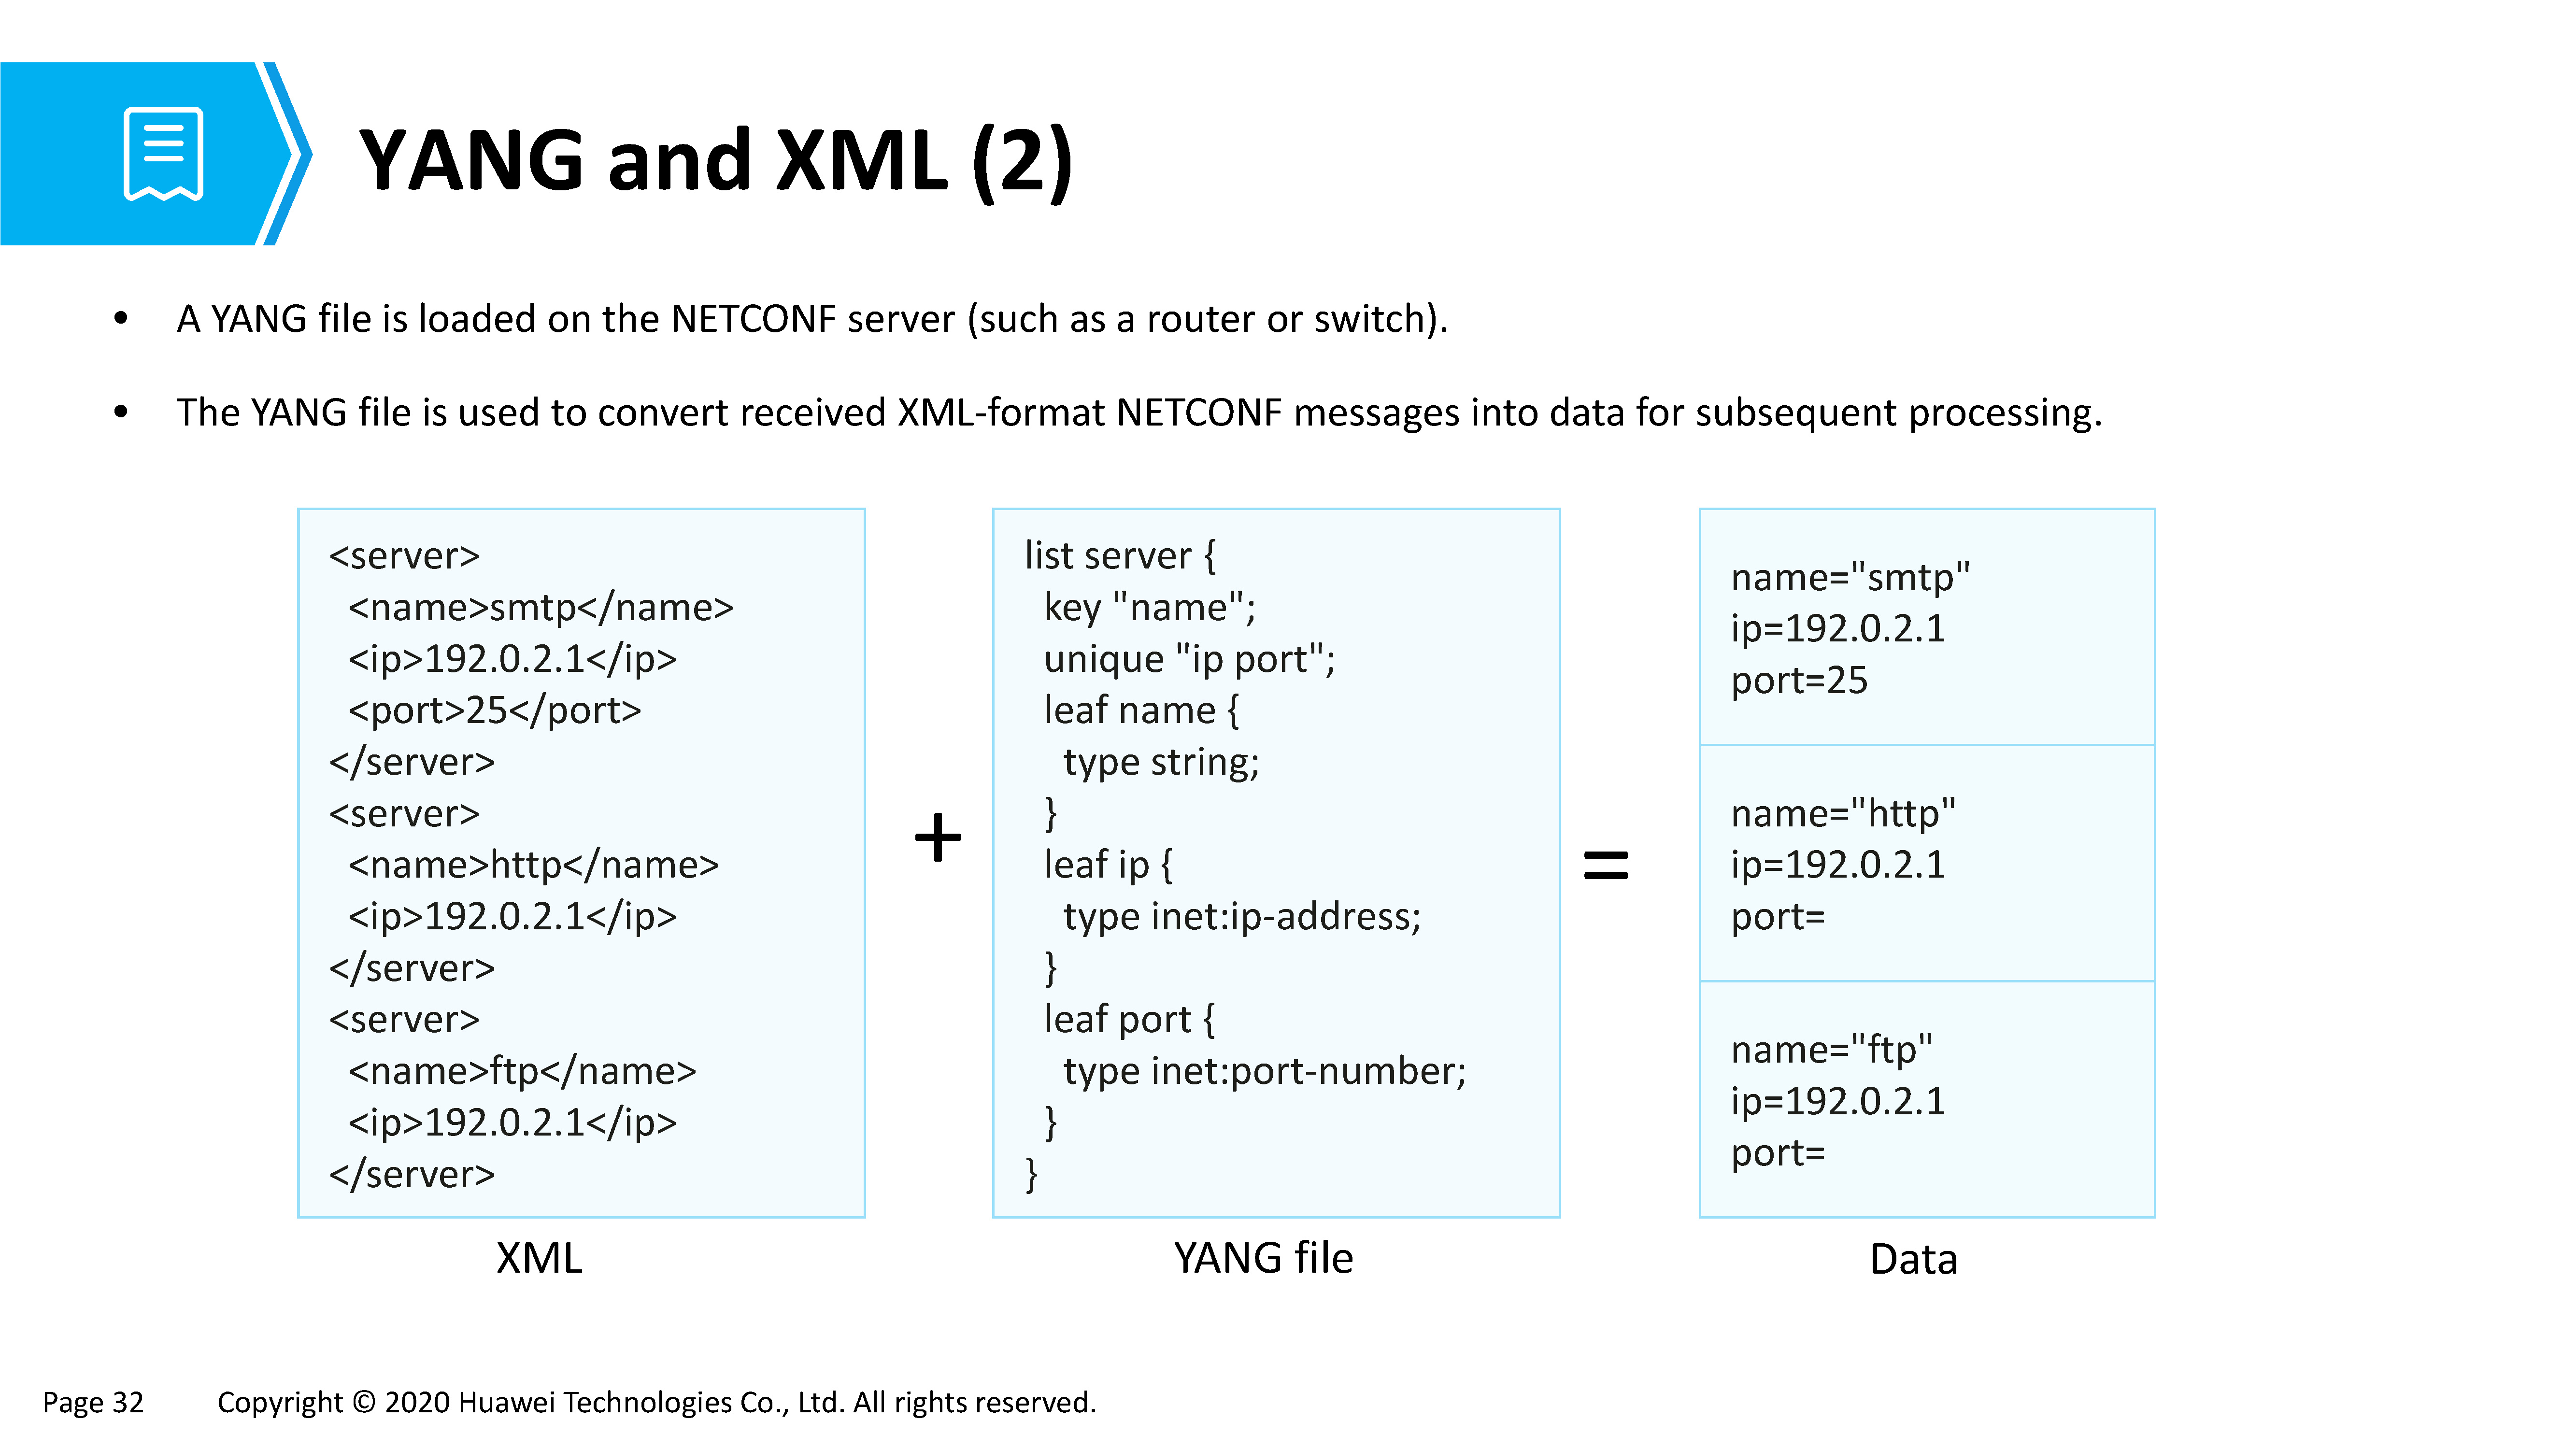 YANG and XML (2)
• A YANG file is loaded on the NETCONF server (such as a router or switch).
• The YANG file is used to convert received XML-format NETCONF messages into data for subsequent processing.
<server>
<name>smtp</name>
<ip>192.0.2.1</ip>
<port>25</port>
</server>
<server>
<name>http</name>
<ip>192.0.2.1</ip>
</server>
<server>
<name>ftp</name>
<ip>192.0.2.1</ip>
</server>
XML
+
list server {
key "name";
unique "ip port";
leaf name {
type string;
}
leaf ip {
type inet:ip-address;
}
leaf port {
type inet:port-number;
}
}
YANG file
=
name="smtp"
ip=192.0.2.1
port=25
name="http"
ip=192.0.2.1
port=
name="ftp"
ip=192.0.2.1
port=
Data
Page 32 Copyright © 2020 Huawei Technologies Co., Ltd. All rights reserved.